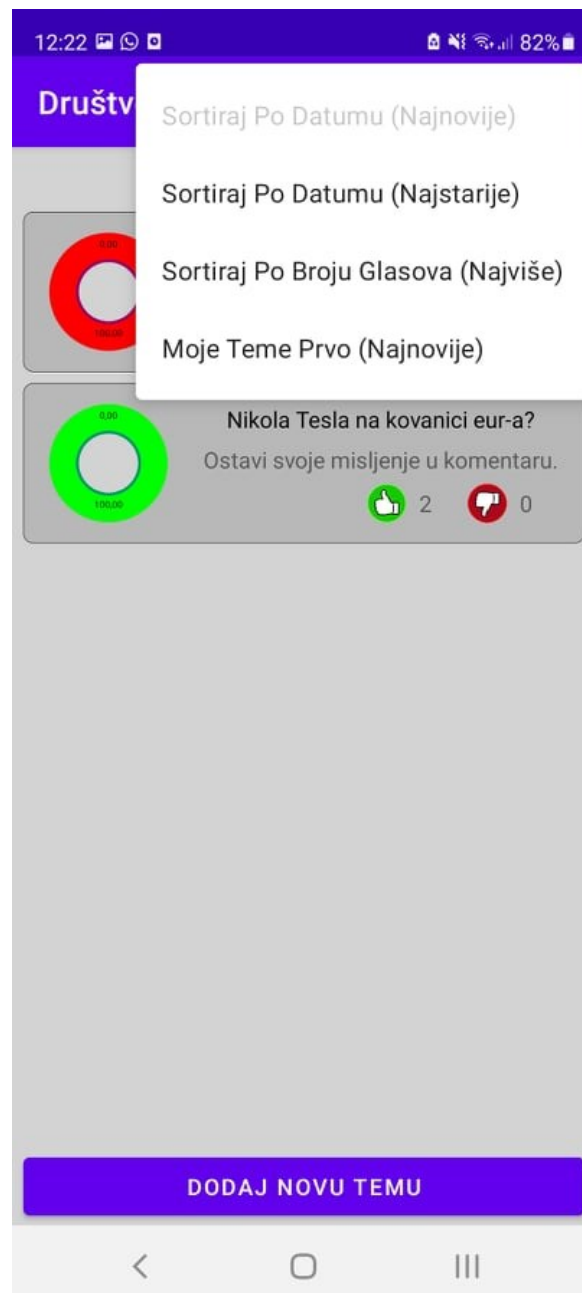 12:22 82%
Društv
Sortiraj Po Datumu (Najnovije)
Sortiraj Po Datumu (Najstarije)
Sortiraj Po Broju Glasova (Najviše)
Moje Teme Prvo (Najnovije)
0,00
100,00
0,00
100,00
Nikola Tesla na kovanici eur-a?
Ostavi svoje misljenje u komentaru.
2 0
DODAJ NOVU TEMU